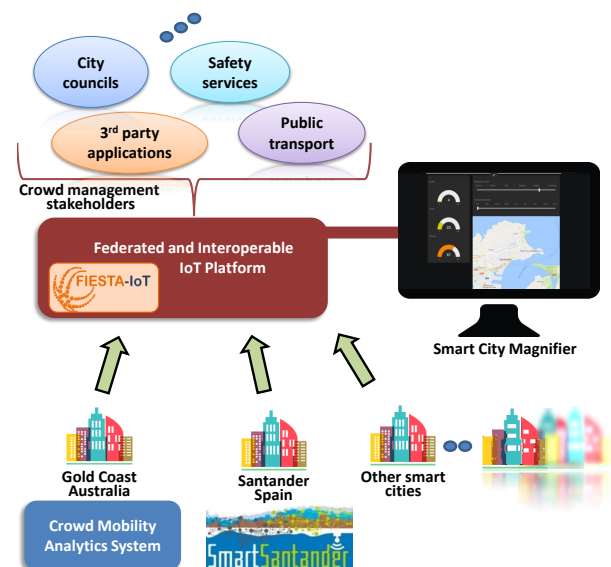 City
councils
Safety
services
3rd party
applications
Public
transport
Crowd management
stakeholders
Federated and Interoperable
IoT Platform
FIESTA-IoT
Smart City Magnifier
Gold Coast
Australia
Santander
Spain
Other smart
cities
Crowd Mobility
Analytics System
SmartSantander